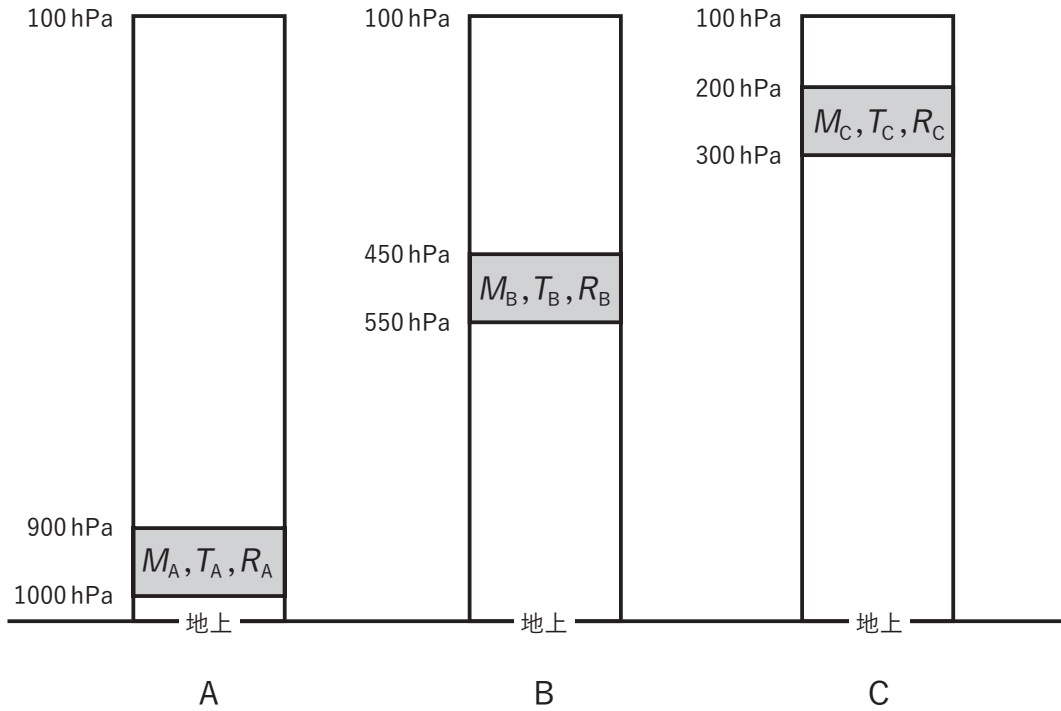 100 hPa
900 hPa
M_A, T_A, R_A
1000 hPa
地上
A
100 hPa
450 hPa
M_B, T_B, R_B
550 hPa
地上
B
100 hPa
200 hPa
M_C, T_C, R_C
300 hPa
地上
C